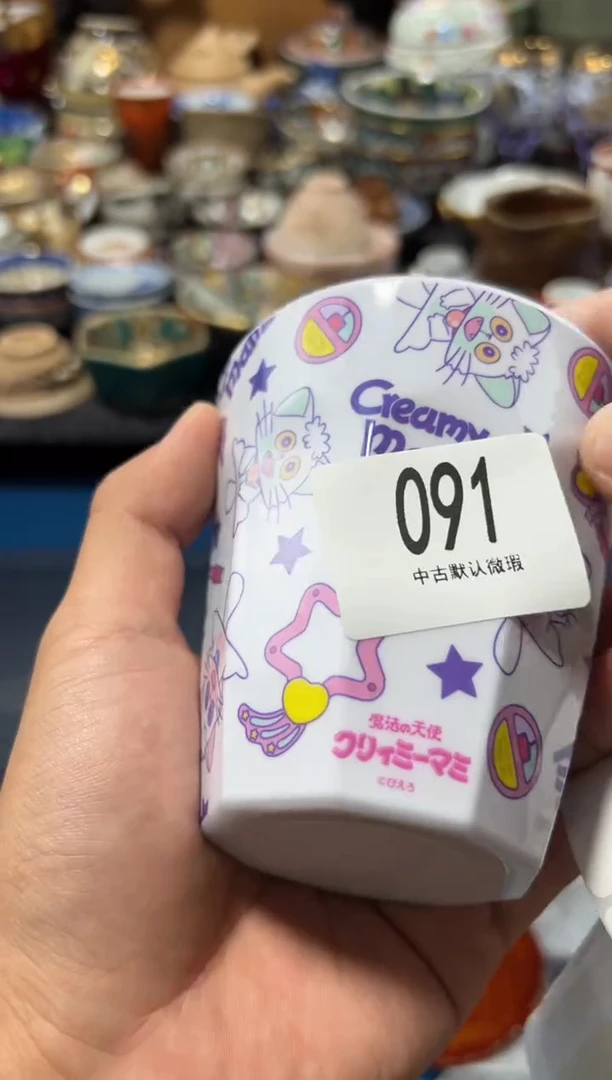 Creamy
091
中古默认微瑕
魔法の天使
クリィミーマミ
©ぴえろ